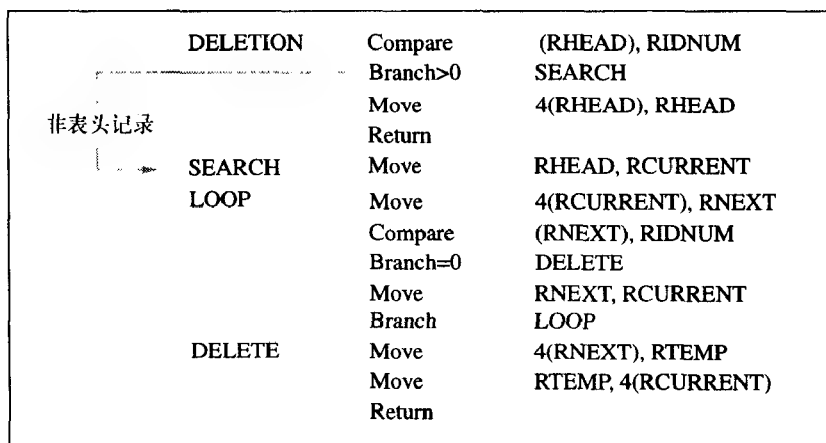 DELETION Compare (RHEAD), RIDNUM
Branch>0 SEARCH
Move 4(RHEAD), RHEAD
非表头记录
Return
SEARCH Move RHEAD, RCURRENT
LOOP Move 4(RCURRENT), RNEXT
Compare (RNEXT), RIDNUM
Branch=0 DELETE
Move RNEXT, RCURRENT
Branch LOOP
DELETE Move 4(RNEXT), RTEMP
Move RTEMP, 4(RCURRENT)
Return